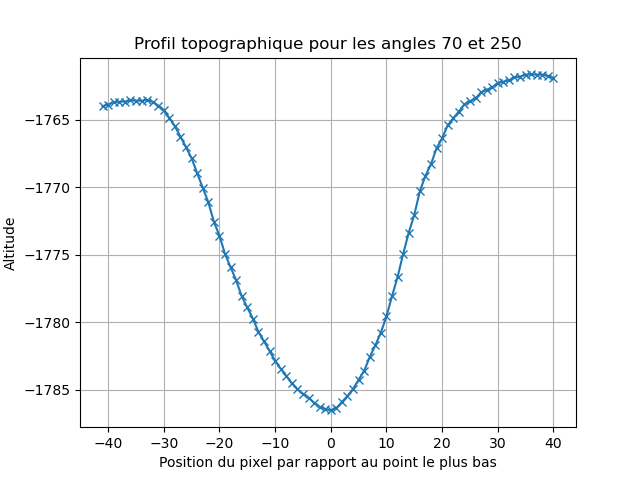 Profil topographique pour les angles 70 et 250
Altitude
−1765
−1770
−1775
−1780
−1785
−40 −30 −20 −10 0 10 20 30 40
Position du pixel par rapport au point le plus bas